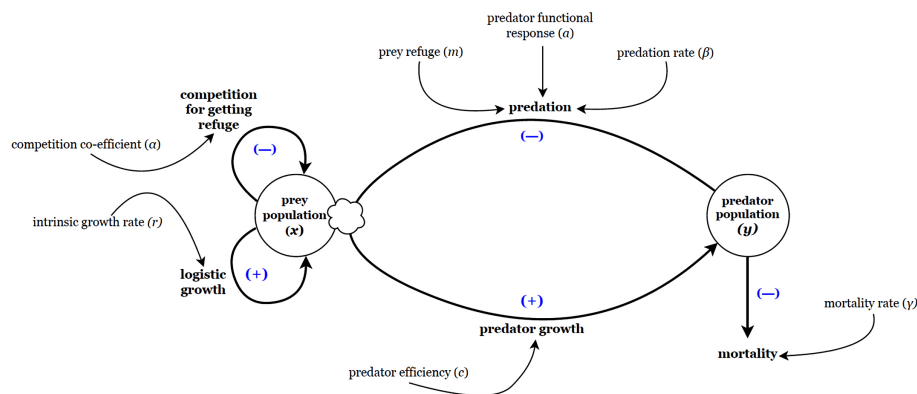 predator functional
response (a)
prey refuge (m)
predation rate (β)
competition
for getting
refuge
predation
(—)
competition co-efficient (α)
(—)
prey
population
(x)
predator
population
(y)
intrinsic growth rate (r)
logistic
growth
(+)
(+)
(—)
predator growth
mortality rate (γ)
mortality
predator efficiency (c)